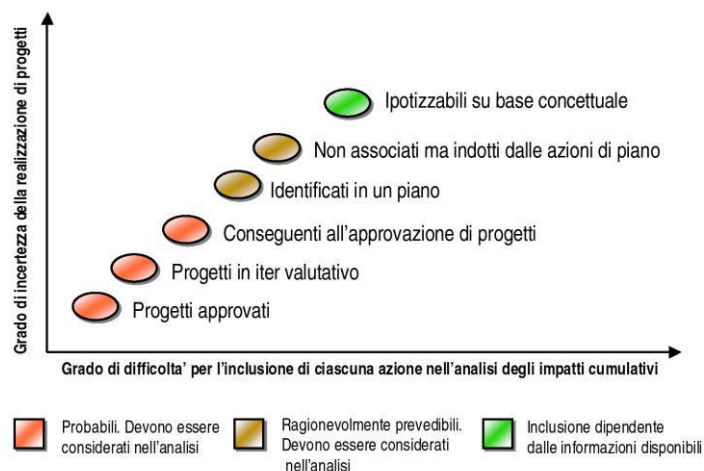 Grado di incertezza della realizzazione di progetti
Ipotizzabili su base concettuale
Non associati ma indotti dalle azioni di piano
Identificati in un piano
Conseguenti all'approvazione di progetti
Progetti in iter valutativo
Progetti approvati
Grado di difficolta' per l'inclusione di ciascuna azione nell'analisi degli impatti cumulativi
Probabili. Devono essere
considerati nell'analisi
Ragionevolmente prevedibili.
Devono essere considerati
nell'analisi
Inclusione dipendente
dalle informazioni disponibili